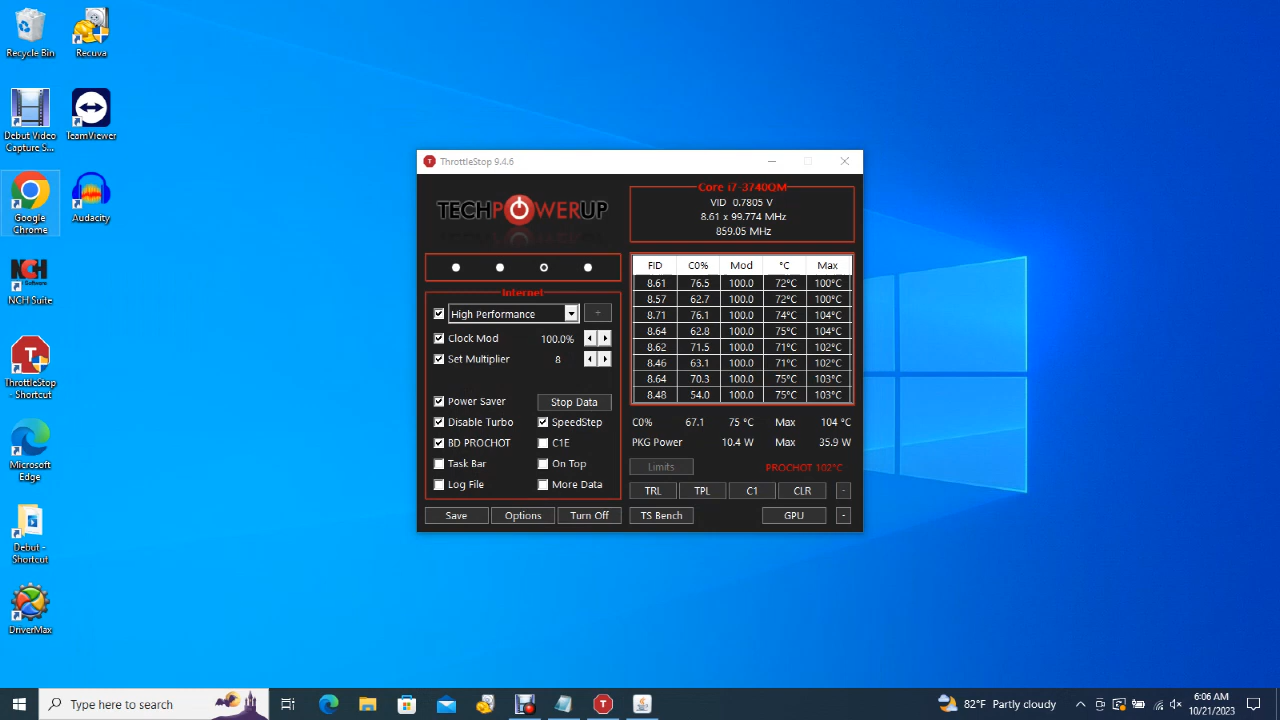 Recycle Bin
Recuva
Debut Video
Capture S...
TeamViewer
Google
Chrome
Audacity
NCH
Software
NCH Suite
ThrottleStop
- Shortcut
Microsoft
Edge
Debut -
Shortcut
DriverMax
T ThrottleStop 9.4.6
TECHPOWERUP
Core i7-3740QM
VID 0.7805 V
8.61 x 99.774 MHz
859.05 MHz
Internet
High Performance +
Clock Mod 100.0%
Set Multiplier 8
Power Saver Stop Data
Disable Turbo SpeedStep
BD PROCHOT C1E
Task Bar On Top
Log File More Data
Save Options Turn Off
FID C0% Mod °C Max
8.61 76.5 100.0 72°C 100°C
8.57 62.7 100.0 72°C 100°C
8.71 76.1 100.0 74°C 104°C
8.64 62.8 100.0 75°C 104°C
8.62 71.5 100.0 71°C 102°C
8.46 63.1 100.0 71°C 102°C
8.64 70.3 100.0 75°C 103°C
8.48 54.0 100.0 75°C 103°C
C0% 67.1 75 °C Max 104 °C
PKG Power 10.4 W Max 35.9 W
Limits PROCHOT 102°C
TRL TPL C1 CLR -
TS Bench GPU -
Type here to search
T
82°F Partly cloudy
6:06 AM
10/21/2023